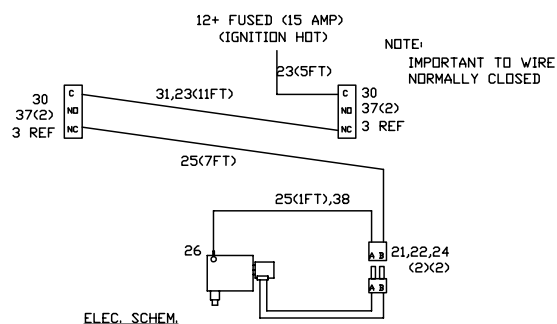 12+ FUSED (15 AMP)
(IGNITION HOT)
NOTE:
IMPORTANT TO WIRE
NORMALLY CLOSED
23(5FT)
30
37(2)
3 REF
C
NO
NC
31,23(11FT)
C
NO
NC
30
37(2)
3 REF
25(7FT)
25(1FT),38
26
A B
21,22,24
(2)(2)
A B
ELEC. SCHEM.